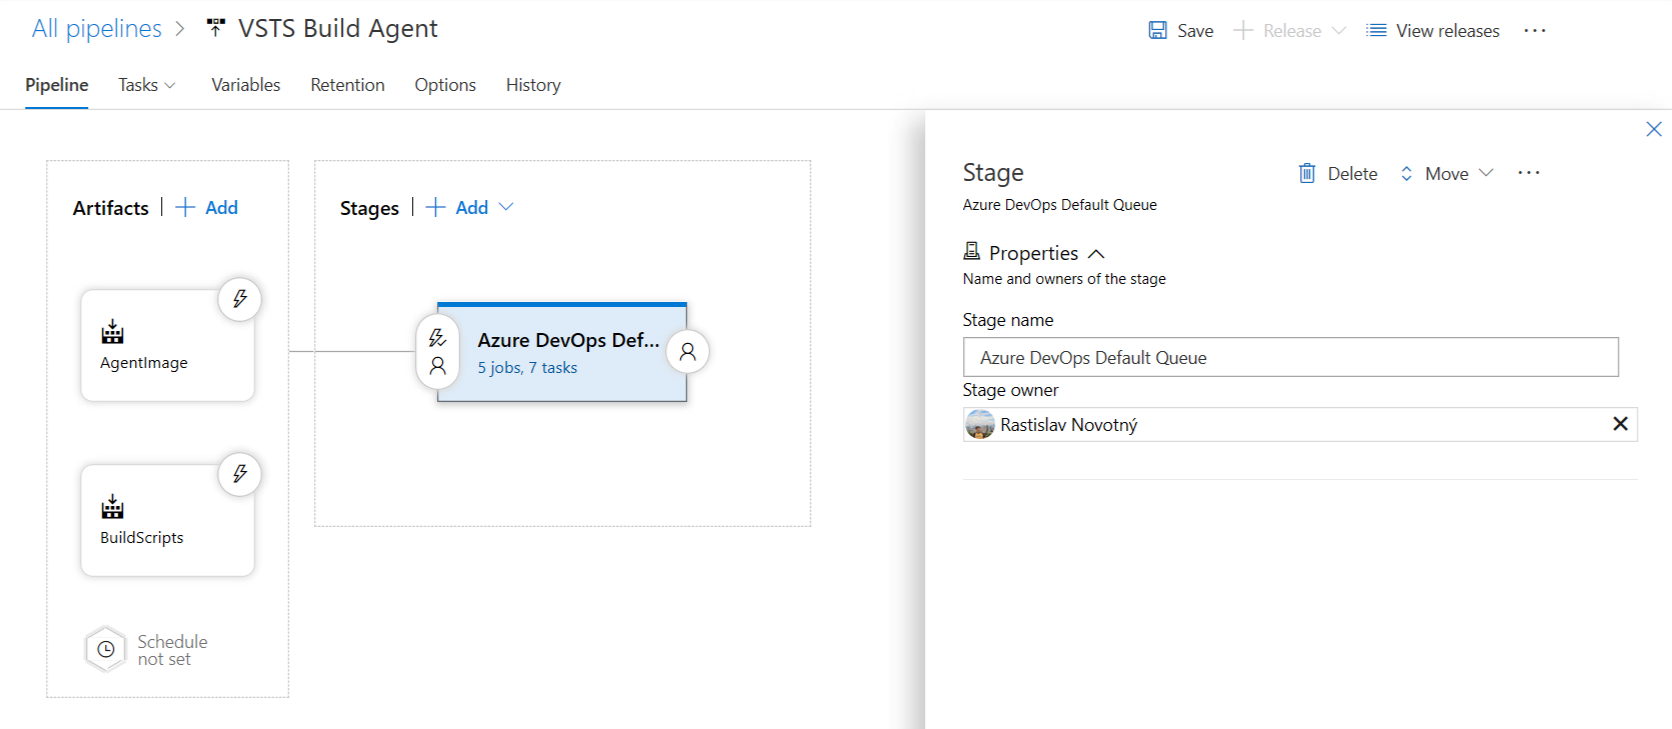 All pipelines > VSTS Build Agent
Save Release View releases ...
Pipeline Tasks Variables Retention Options History
Artifacts | + Add
AgentImage
BuildScripts
Schedule
not set
Stages | + Add
Azure DevOps Def...
5 jobs, 7 tasks
Stage
Delete Move ...
Azure DevOps Default Queue
Properties
Name and owners of the stage
Stage name
Azure DevOps Default Queue
Stage owner
Rastislav Novotný